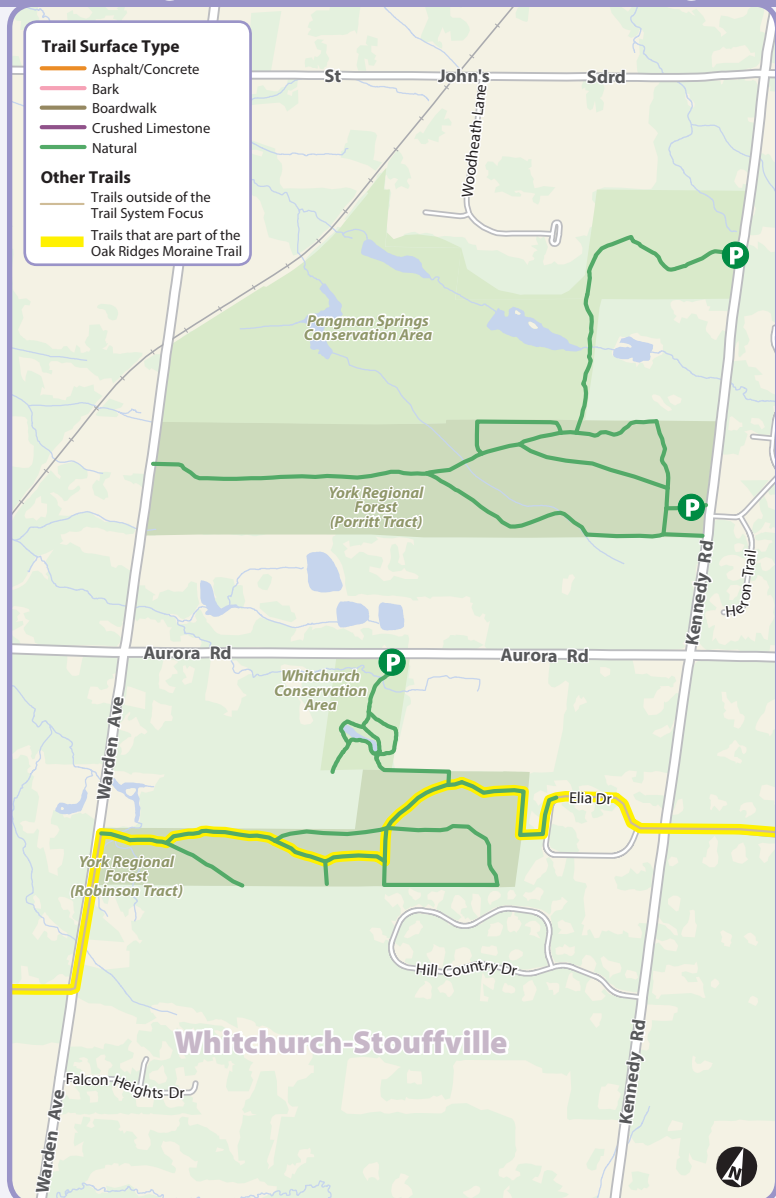 Trail Surface Type
Asphalt/Concrete
Bark
Boardwalk
Crushed Limestone
Natural
Other Trails
Trails outside of the
Trail System Focus
Trails that are part of the
Oak Ridges Moraine Trail
St John's Sdrd
Woodheath Lane
P
Pangman Springs
Conservation Area
York Regional
Forest
(Porritt Tract)
P
Kennedy Rd
Heron Trail
Aurora Rd
P
Aurora Rd
Whitchurch
Conservation
Area
Warden Ave
Elia Dr
York Regional
Forest
(Robinson Tract)
Hill Country Dr
Whitchurch-Stouffville
Falcon Heights Dr
Kennedy Rd
Warden Ave
N